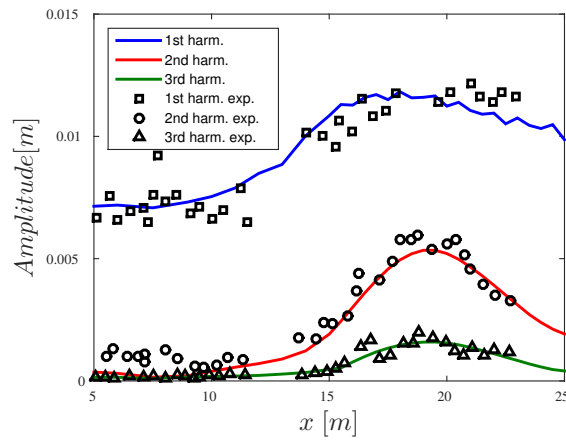 0.015
0.01
0.005
0
Amplitude[m]
1st harm.
2nd harm.
3rd harm.
1st harm. exp.
2nd harm. exp.
3rd harm. exp.
5 10 15 20 25
x [m]